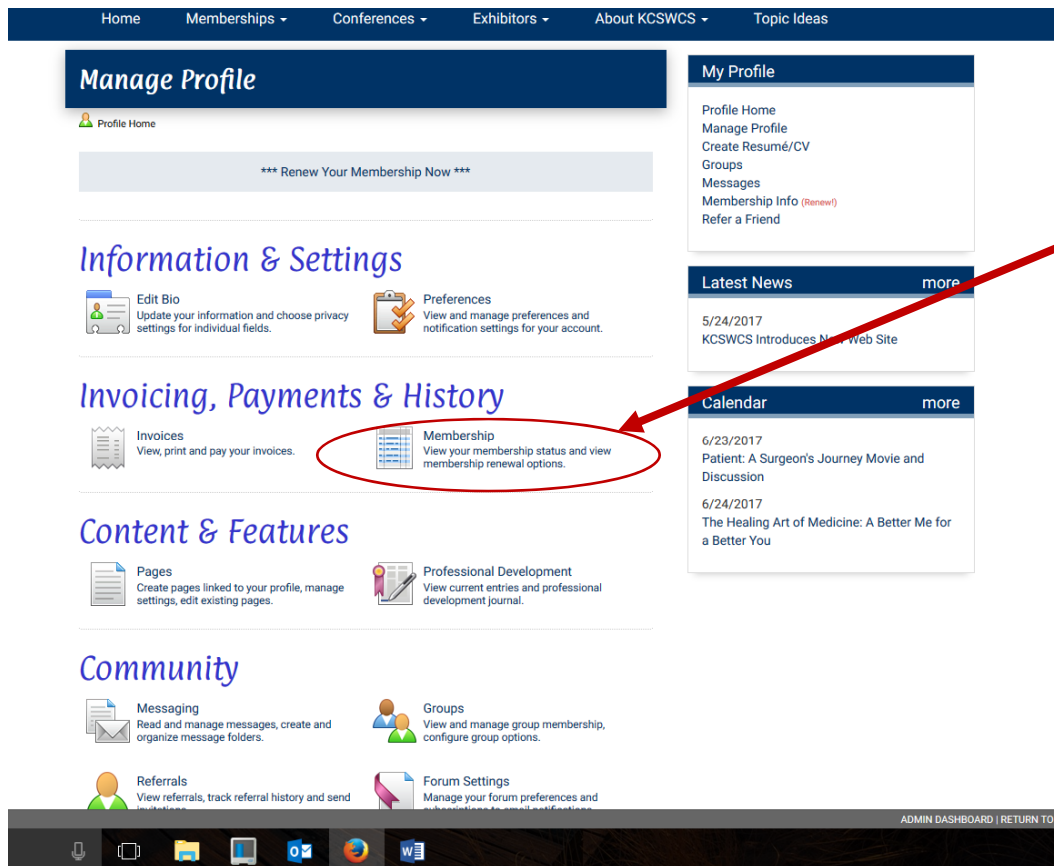 Home Memberships Conferences Exhibitors About KCSWCS Topic Ideas
Manage Profile
Profile Home
*** Renew Your Membership Now ***
Information & Settings
Edit Bio
Update your information and choose privacy
settings for individual fields.
Preferences
View and manage preferences and
notification settings for your account.
Invoicing, Payments & History
Invoices
View, print and pay your invoices.
Membership
View your membership status and view
membership renewal options.
Content & Features
Pages
Create pages linked to your profile, manage
settings, edit existing pages.
Professional Development
View current entries and professional
development journal.
Community
Messaging
Read and manage messages, create and
organize message folders.
Groups
View and manage group membership,
configure group options.
Referrals
View referrals, track referral history and send
invitations.
Forum Settings
Manage your forum preferences and
subscriptions to email notifications.
My Profile
Profile Home
Manage Profile
Create Resumé/CV
Groups
Messages
Membership Info (Renew!)
Refer a Friend
Latest News more
5/24/2017
KCSWCS Introduces New Web Site
Calendar more
6/23/2017
Patient: A Surgeon's Journey Movie and
Discussion
6/24/2017
The Healing Art of Medicine: A Better Me for
a Better You
ADMIN DASHBOARD | RETURN TO